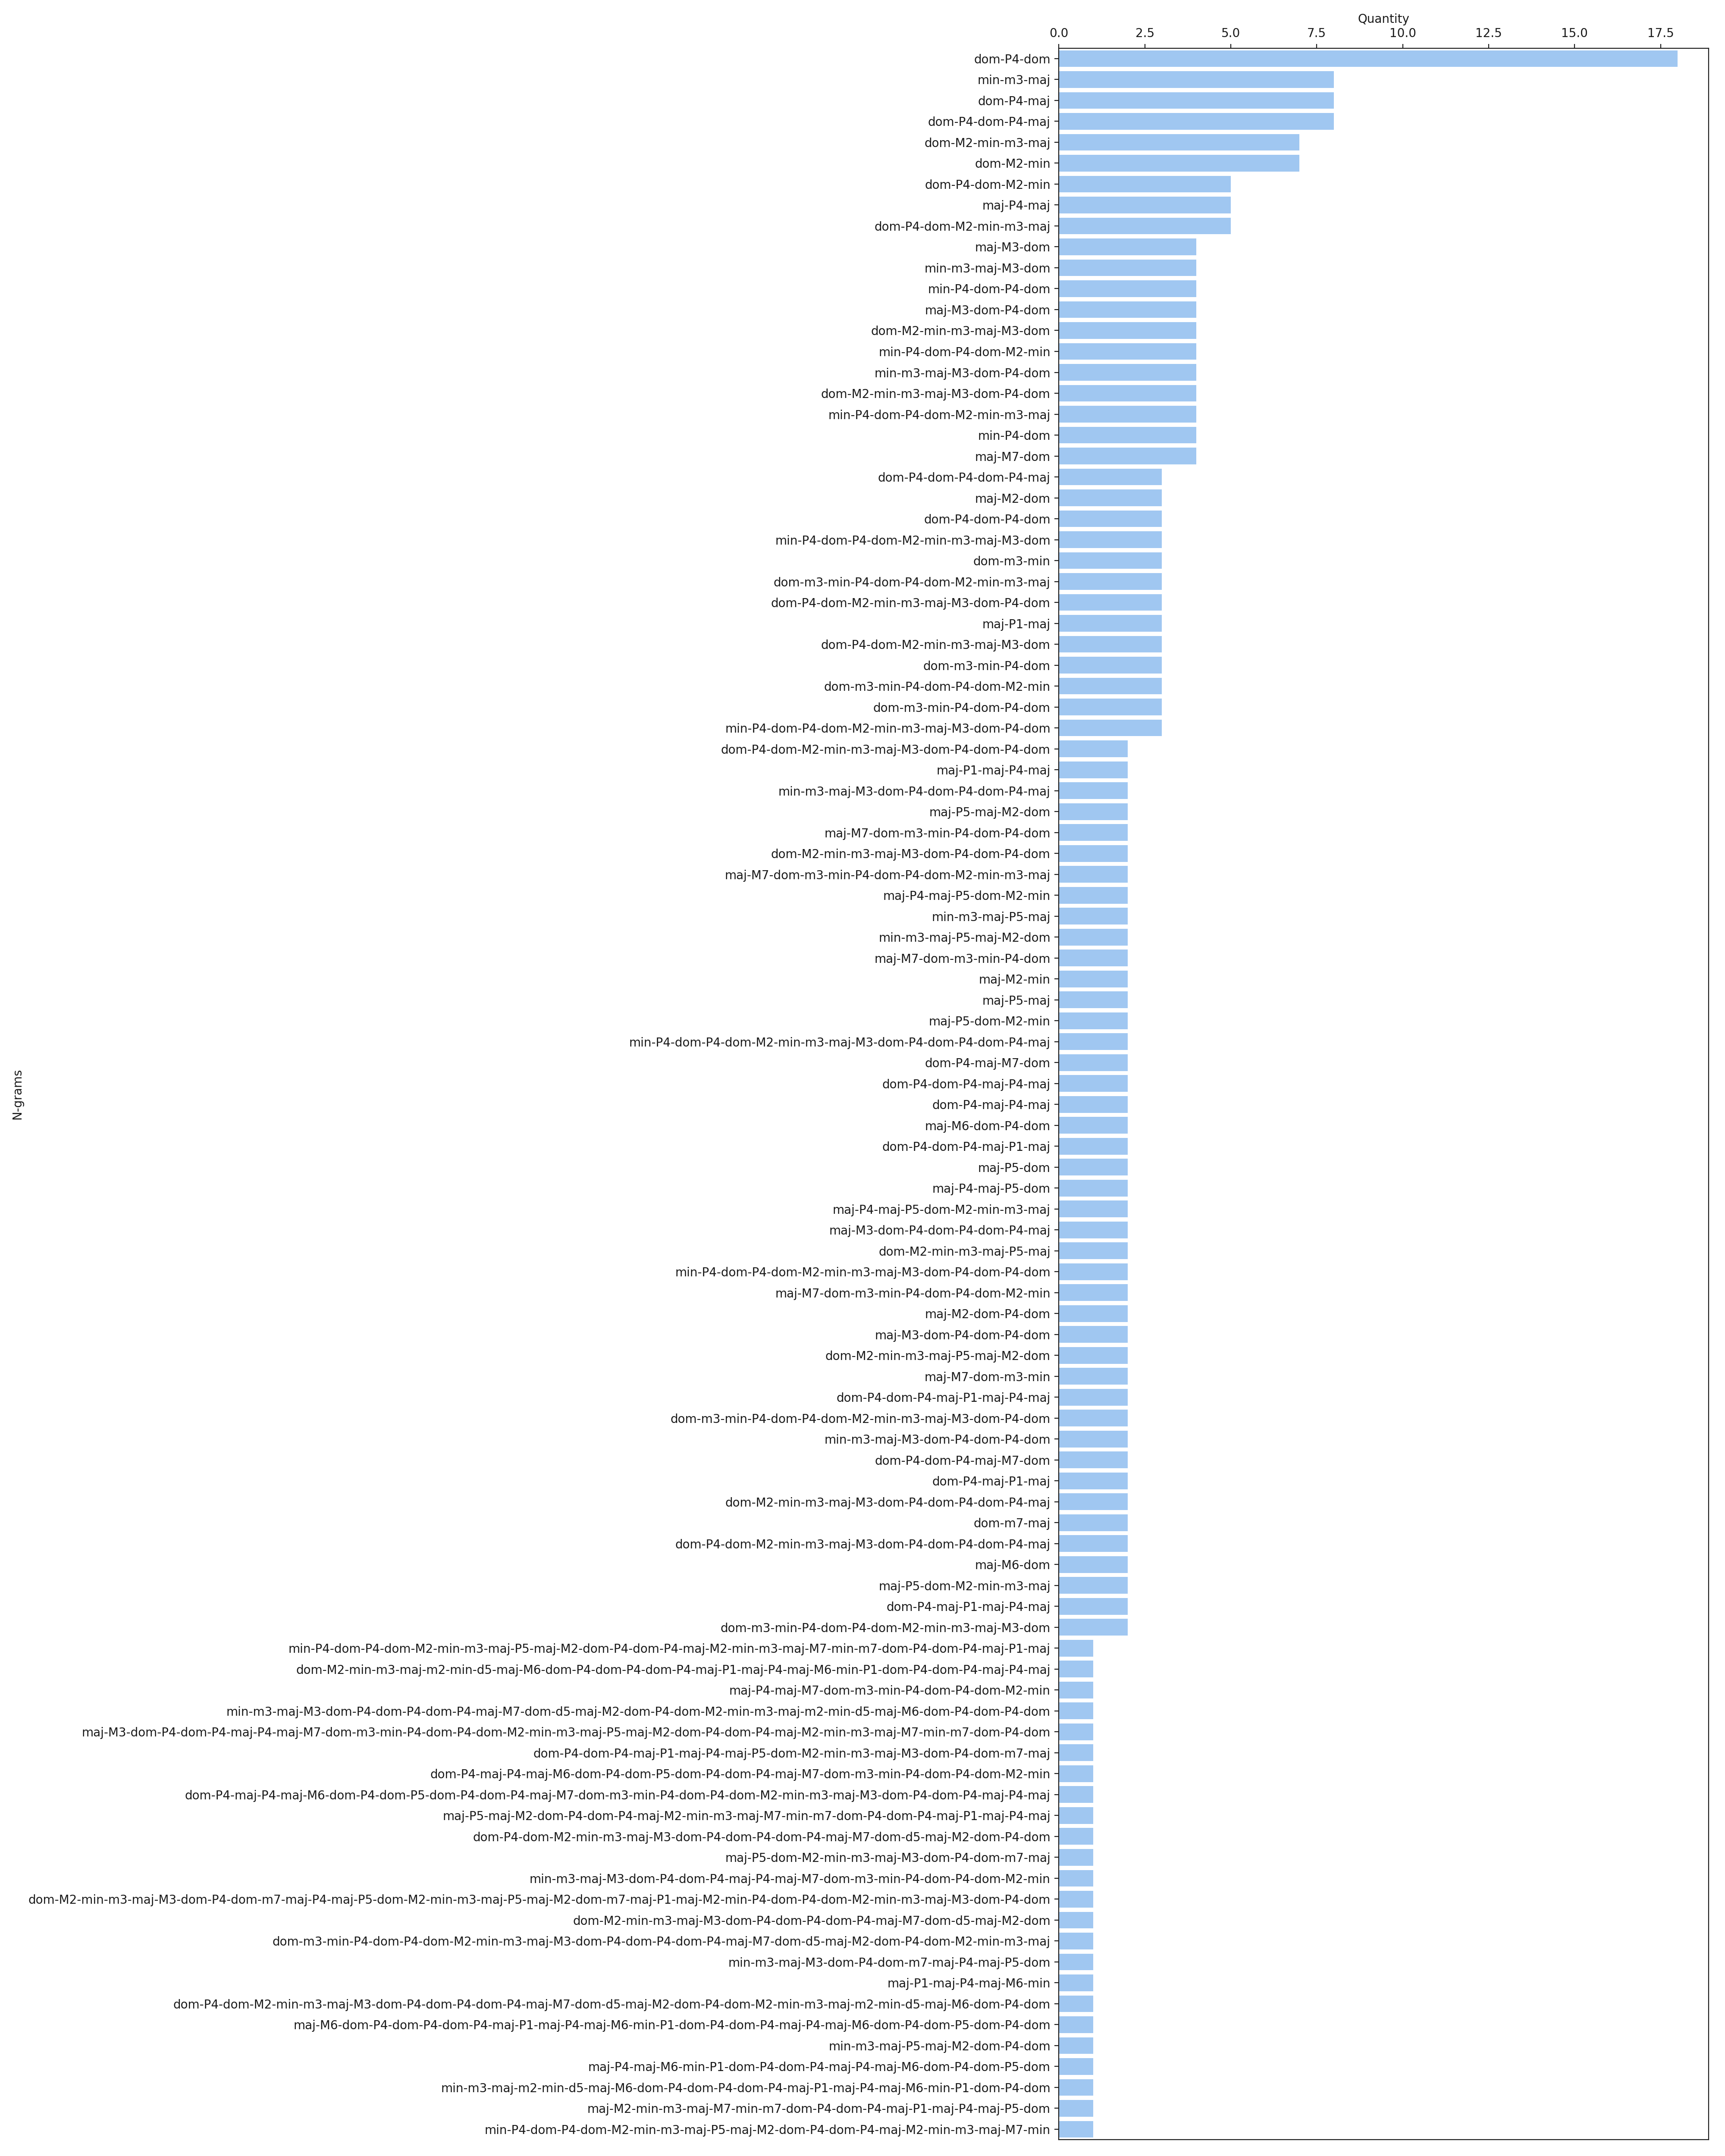 Quantity
0.0 2.5 5.0 7.5 10.0 12.5 15.0 17.5
dom-P4-dom
min-m3-maj
dom-P4-maj
dom-P4-dom-P4-maj
dom-M2-min-m3-maj
dom-M2-min
dom-P4-dom-M2-min
maj-P4-maj
dom-P4-dom-M2-min-m3-maj
maj-M3-dom
min-m3-maj-M3-dom
min-P4-dom-P4-dom
maj-M3-dom-P4-dom
dom-M2-min-m3-maj-M3-dom
min-P4-dom-P4-dom-M2-min
min-m3-maj-M3-dom-P4-dom
dom-M2-min-m3-maj-M3-dom-P4-dom
min-P4-dom-P4-dom-M2-min-m3-maj
min-P4-dom
maj-M7-dom
dom-P4-dom-P4-dom-P4-maj
maj-M2-dom
dom-P4-dom-P4-dom
min-P4-dom-P4-dom-M2-min-m3-maj-M3-dom
dom-m3-min
dom-m3-min-P4-dom-P4-dom-M2-min-m3-maj
dom-P4-dom-M2-min-m3-maj-M3-dom-P4-dom
maj-P1-maj
dom-P4-dom-M2-min-m3-maj-M3-dom
dom-m3-min-P4-dom
dom-m3-min-P4-dom-P4-dom-M2-min
dom-m3-min-P4-dom-P4-dom
min-P4-dom-P4-dom-M2-min-m3-maj-M3-dom-P4-dom
dom-P4-dom-M2-min-m3-maj-M3-dom-P4-dom-P4-dom
maj-P1-maj-P4-maj
min-m3-maj-M3-dom-P4-dom-P4-dom-P4-maj
maj-P5-maj-M2-dom
maj-M7-dom-m3-min-P4-dom-P4-dom
dom-M2-min-m3-maj-M3-dom-P4-dom-P4-dom
maj-M7-dom-m3-min-P4-dom-P4-dom-M2-min-m3-maj
maj-P4-maj-P5-dom-M2-min
min-m3-maj-P5-maj
min-m3-maj-P5-maj-M2-dom
maj-M7-dom-m3-min-P4-dom
maj-M2-min
maj-P5-maj
maj-P5-dom-M2-min
min-P4-dom-P4-dom-M2-min-m3-maj-M3-dom-P4-dom-P4-dom-P4-maj
dom-P4-maj-M7-dom
dom-P4-dom-P4-maj-P4-maj
N-grams
dom-P4-maj-P4-maj
maj-M6-dom-P4-dom
dom-P4-dom-P4-maj-P1-maj
maj-P5-dom
maj-P4-maj-P5-dom
maj-P4-maj-P5-dom-M2-min-m3-maj
maj-M3-dom-P4-dom-P4-dom-P4-maj
dom-M2-min-m3-maj-P5-maj
min-P4-dom-P4-dom-M2-min-m3-maj-M3-dom-P4-dom-P4-dom
maj-M7-dom-m3-min-P4-dom-P4-dom-M2-min
maj-M2-dom-P4-dom
maj-M3-dom-P4-dom-P4-dom
dom-M2-min-m3-maj-P5-maj-M2-dom
maj-M7-dom-m3-min
dom-P4-dom-P4-maj-P1-maj-P4-maj
dom-m3-min-P4-dom-P4-dom-M2-min-m3-maj-M3-dom-P4-dom
min-m3-maj-M3-dom-P4-dom-P4-dom
dom-P4-dom-P4-maj-M7-dom
dom-P4-maj-P1-maj
dom-M2-min-m3-maj-M3-dom-P4-dom-P4-dom-P4-maj
dom-m7-maj
dom-P4-dom-M2-min-m3-maj-M3-dom-P4-dom-P4-dom-P4-maj
maj-M6-dom
maj-P5-dom-M2-min-m3-maj
dom-P4-maj-P1-maj-P4-maj
dom-m3-min-P4-dom-P4-dom-M2-min-m3-maj-M3-dom
min-P4-dom-P4-dom-M2-min-m3-maj-P5-maj-M2-dom-P4-dom-P4-maj-M2-min-m3-maj-M7-min-m7-dom-P4-dom-P4-maj-P1-maj
dom-M2-min-m3-maj-m2-min-d5-maj-M6-dom-P4-dom-P4-dom-P4-maj-P1-maj-P4-maj-M6-min-P1-dom-P4-dom-P4-maj-P4-maj
maj-P4-maj-M7-dom-m3-min-P4-dom-P4-dom-M2-min
min-m3-maj-M3-dom-P4-dom-P4-dom-P4-maj-M7-dom-d5-maj-M2-dom-P4-dom-M2-min-m3-maj-m2-min-d5-maj-M6-dom-P4-dom-P4-dom
maj-M3-dom-P4-dom-P4-maj-P4-maj-M7-dom-m3-min-P4-dom-P4-dom-M2-min-m3-maj-P5-maj-M2-dom-P4-dom-P4-maj-M2-min-m3-maj-M7-min-m7-dom-P4-dom
dom-P4-dom-P4-maj-P1-maj-P4-maj-P5-dom-M2-min-m3-maj-M3-dom-P4-dom-m7-maj
dom-P4-maj-P4-maj-M6-dom-P4-dom-P5-dom-P4-dom-P4-maj-M7-dom-m3-min-P4-dom-P4-dom-M2-min
dom-P4-maj-P4-maj-M6-dom-P4-dom-P5-dom-P4-dom-P4-maj-M7-dom-m3-min-P4-dom-P4-dom-M2-min-m3-maj-M3-dom-P4-dom-P4-maj-P4-maj
maj-P5-maj-M2-dom-P4-dom-P4-maj-M2-min-m3-maj-M7-min-m7-dom-P4-dom-P4-maj-P1-maj-P4-maj
dom-P4-dom-M2-min-m3-maj-M3-dom-P4-dom-P4-dom-P4-maj-M7-dom-d5-maj-M2-dom-P4-dom
maj-P5-dom-M2-min-m3-maj-M3-dom-P4-dom-m7-maj
min-m3-maj-M3-dom-P4-dom-P4-maj-P4-maj-M7-dom-m3-min-P4-dom-P4-dom-M2-min
dom-M2-min-m3-maj-M3-dom-P4-dom-m7-maj-P4-maj-P5-dom-M2-min-m3-maj-P5-maj-M2-dom-m7-maj-P1-maj-M2-min-P4-dom-P4-dom-M2-min-m3-maj-M3-dom-P4-dom
dom-M2-min-m3-maj-M3-dom-P4-dom-P4-dom-P4-maj-M7-dom-d5-maj-M2-dom
dom-m3-min-P4-dom-P4-dom-M2-min-m3-maj-M3-dom-P4-dom-P4-dom-P4-maj-M7-dom-d5-maj-M2-dom-P4-dom-M2-min-m3-maj
min-m3-maj-M3-dom-P4-dom-m7-maj-P4-maj-P5-dom
maj-P1-maj-P4-maj-M6-min
dom-P4-dom-M2-min-m3-maj-M3-dom-P4-dom-P4-dom-P4-maj-M7-dom-d5-maj-M2-dom-P4-dom-M2-min-m3-maj-m2-min-d5-maj-M6-dom-P4-dom
maj-M6-dom-P4-dom-P4-dom-P4-maj-P1-maj-P4-maj-M6-min-P1-dom-P4-dom-P4-maj-P4-maj-M6-dom-P4-dom-P5-dom-P4-dom
min-m3-maj-P5-maj-M2-dom-P4-dom
maj-P4-maj-M6-min-P1-dom-P4-dom-P4-maj-P4-maj-M6-dom-P4-dom-P5-dom
min-m3-maj-m2-min-d5-maj-M6-dom-P4-dom-P4-dom-P4-maj-P1-maj-P4-maj-M6-min-P1-dom-P4-dom
maj-M2-min-m3-maj-M7-min-m7-dom-P4-dom-P4-maj-P1-maj-P4-maj-P5-dom
min-P4-dom-P4-dom-M2-min-m3-maj-P5-maj-M2-dom-P4-dom-P4-maj-M2-min-m3-maj-M7-min